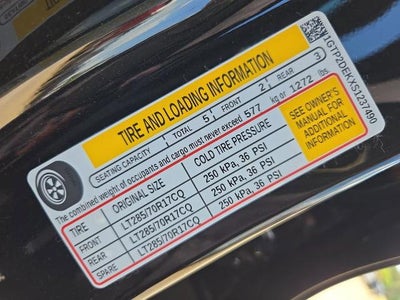 TIRE AND LOADING INFORMATION
SEATING CAPACITY TOTAL 5 FRONT 2 REAR 3
The combined weight of occupants and cargo must never exceed 577 kg or 1272 lbs
TIRE ORIGINAL SIZE COLD TIRE PRESSURE
FRONT LT285/70R17CQ 250 kPa, 36 PSI
REAR LT285/70R17CQ 250 kPa, 36 PSI
SPARE LT285/70R17CQ 250 kPa, 36 PSI
SEE OWNER'S
MANUAL FOR
ADDITIONAL
INFORMATION
1GTP2DEKXS1237490